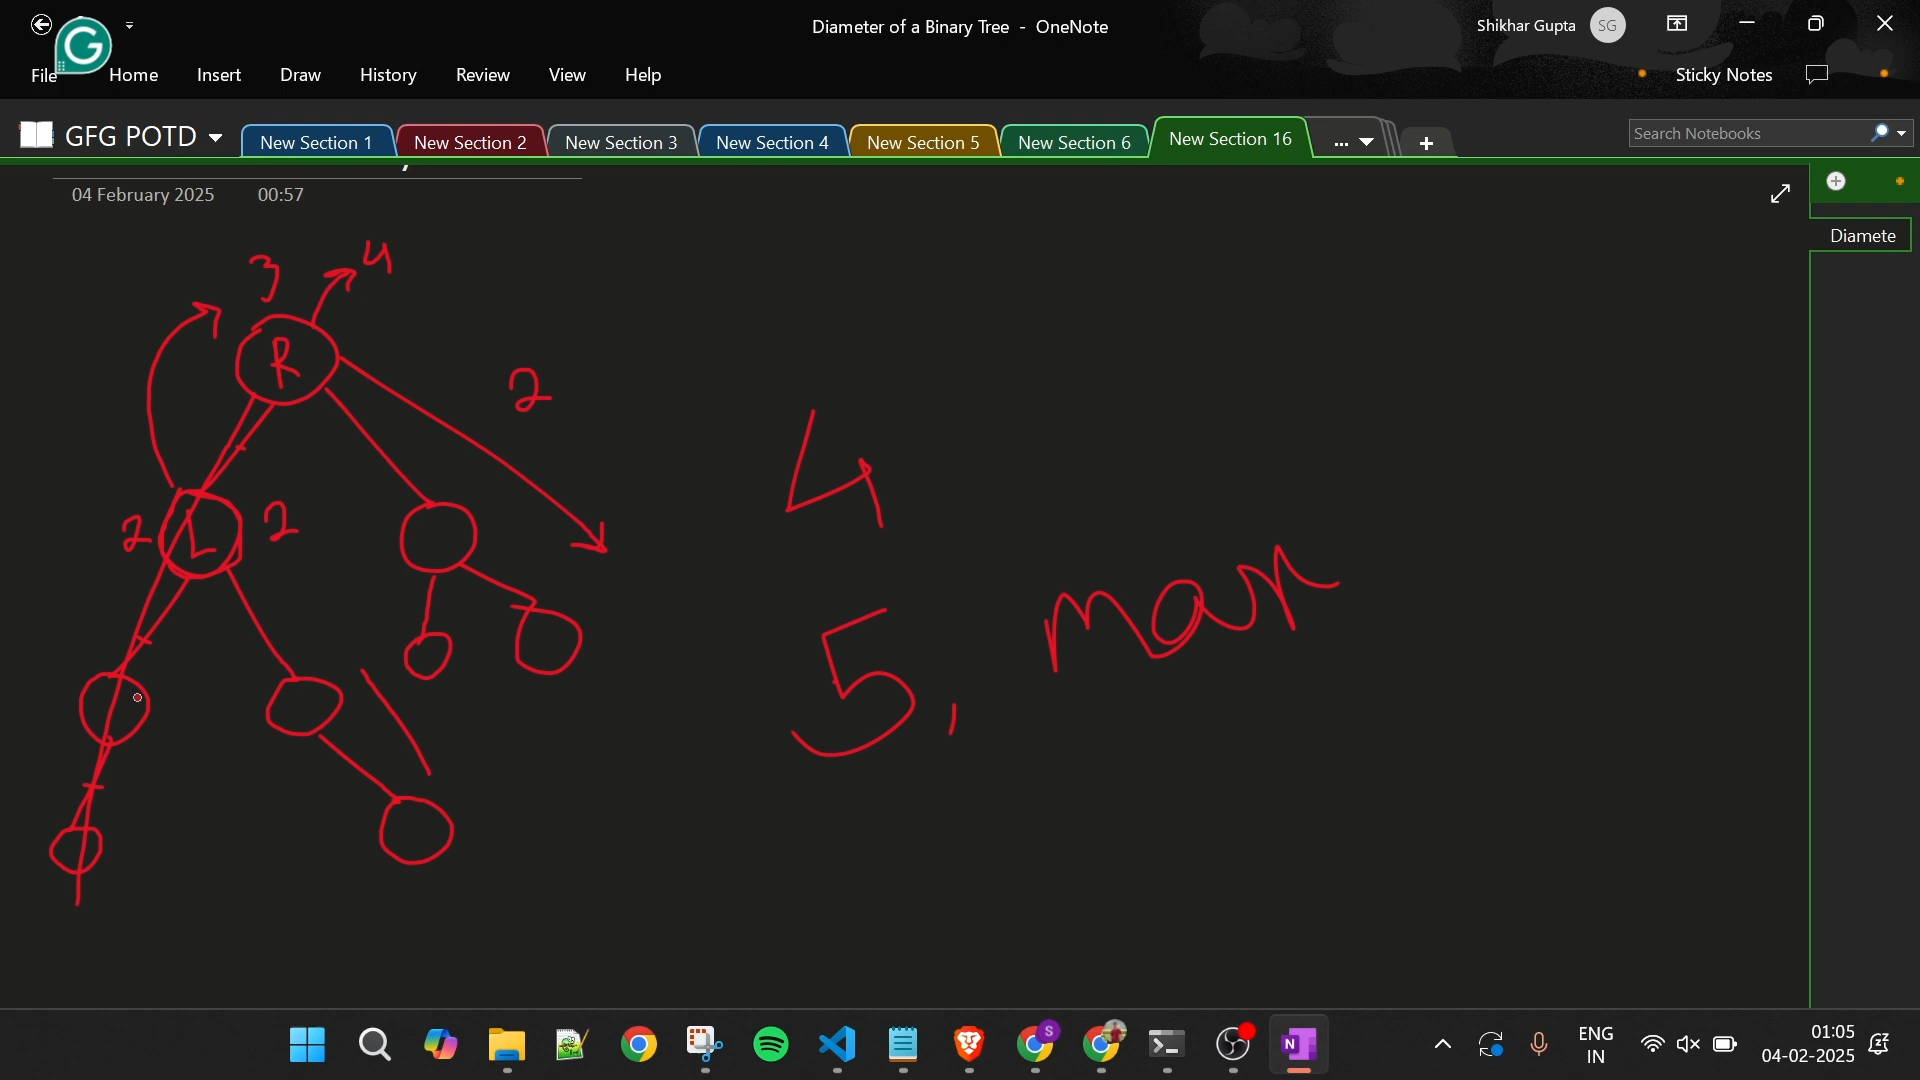 Diameter of a Binary Tree - OneNote
Shikhar Gupta SG
G
File Home Insert Draw History Review View Help
Sticky Notes
GFG POTD
New Section 1 New Section 2 New Section 3 New Section 4 New Section 5 New Section 6 New Section 16 ... +
Search Notebooks
04 February 2025 00:57
Diamete
3 4
R
2
4
2 L 2
5, max
S
N
ENG
IN
01:05
04-02-2025